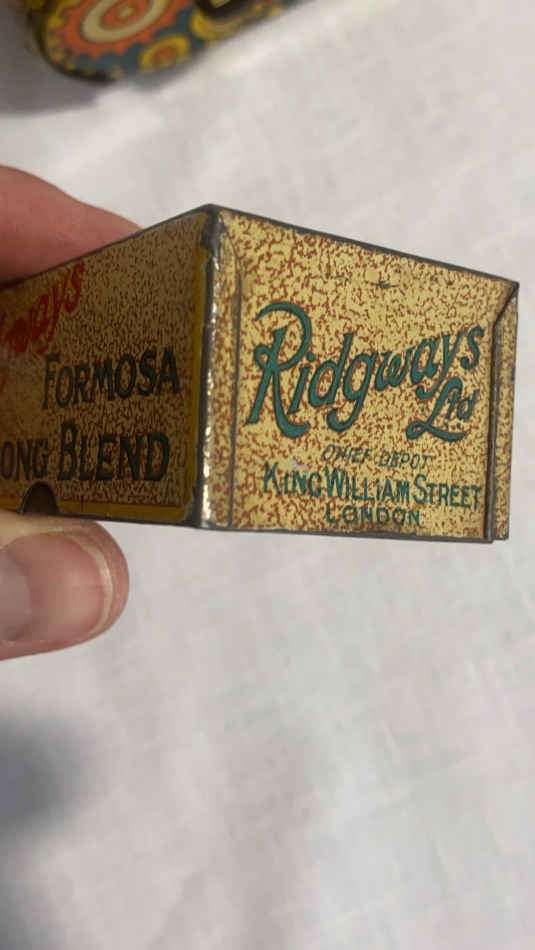 FORMOSA
BLEND
Ridgways
Ltd
CHIEF DEPOT
KING WILLIAM STREET
LONDON